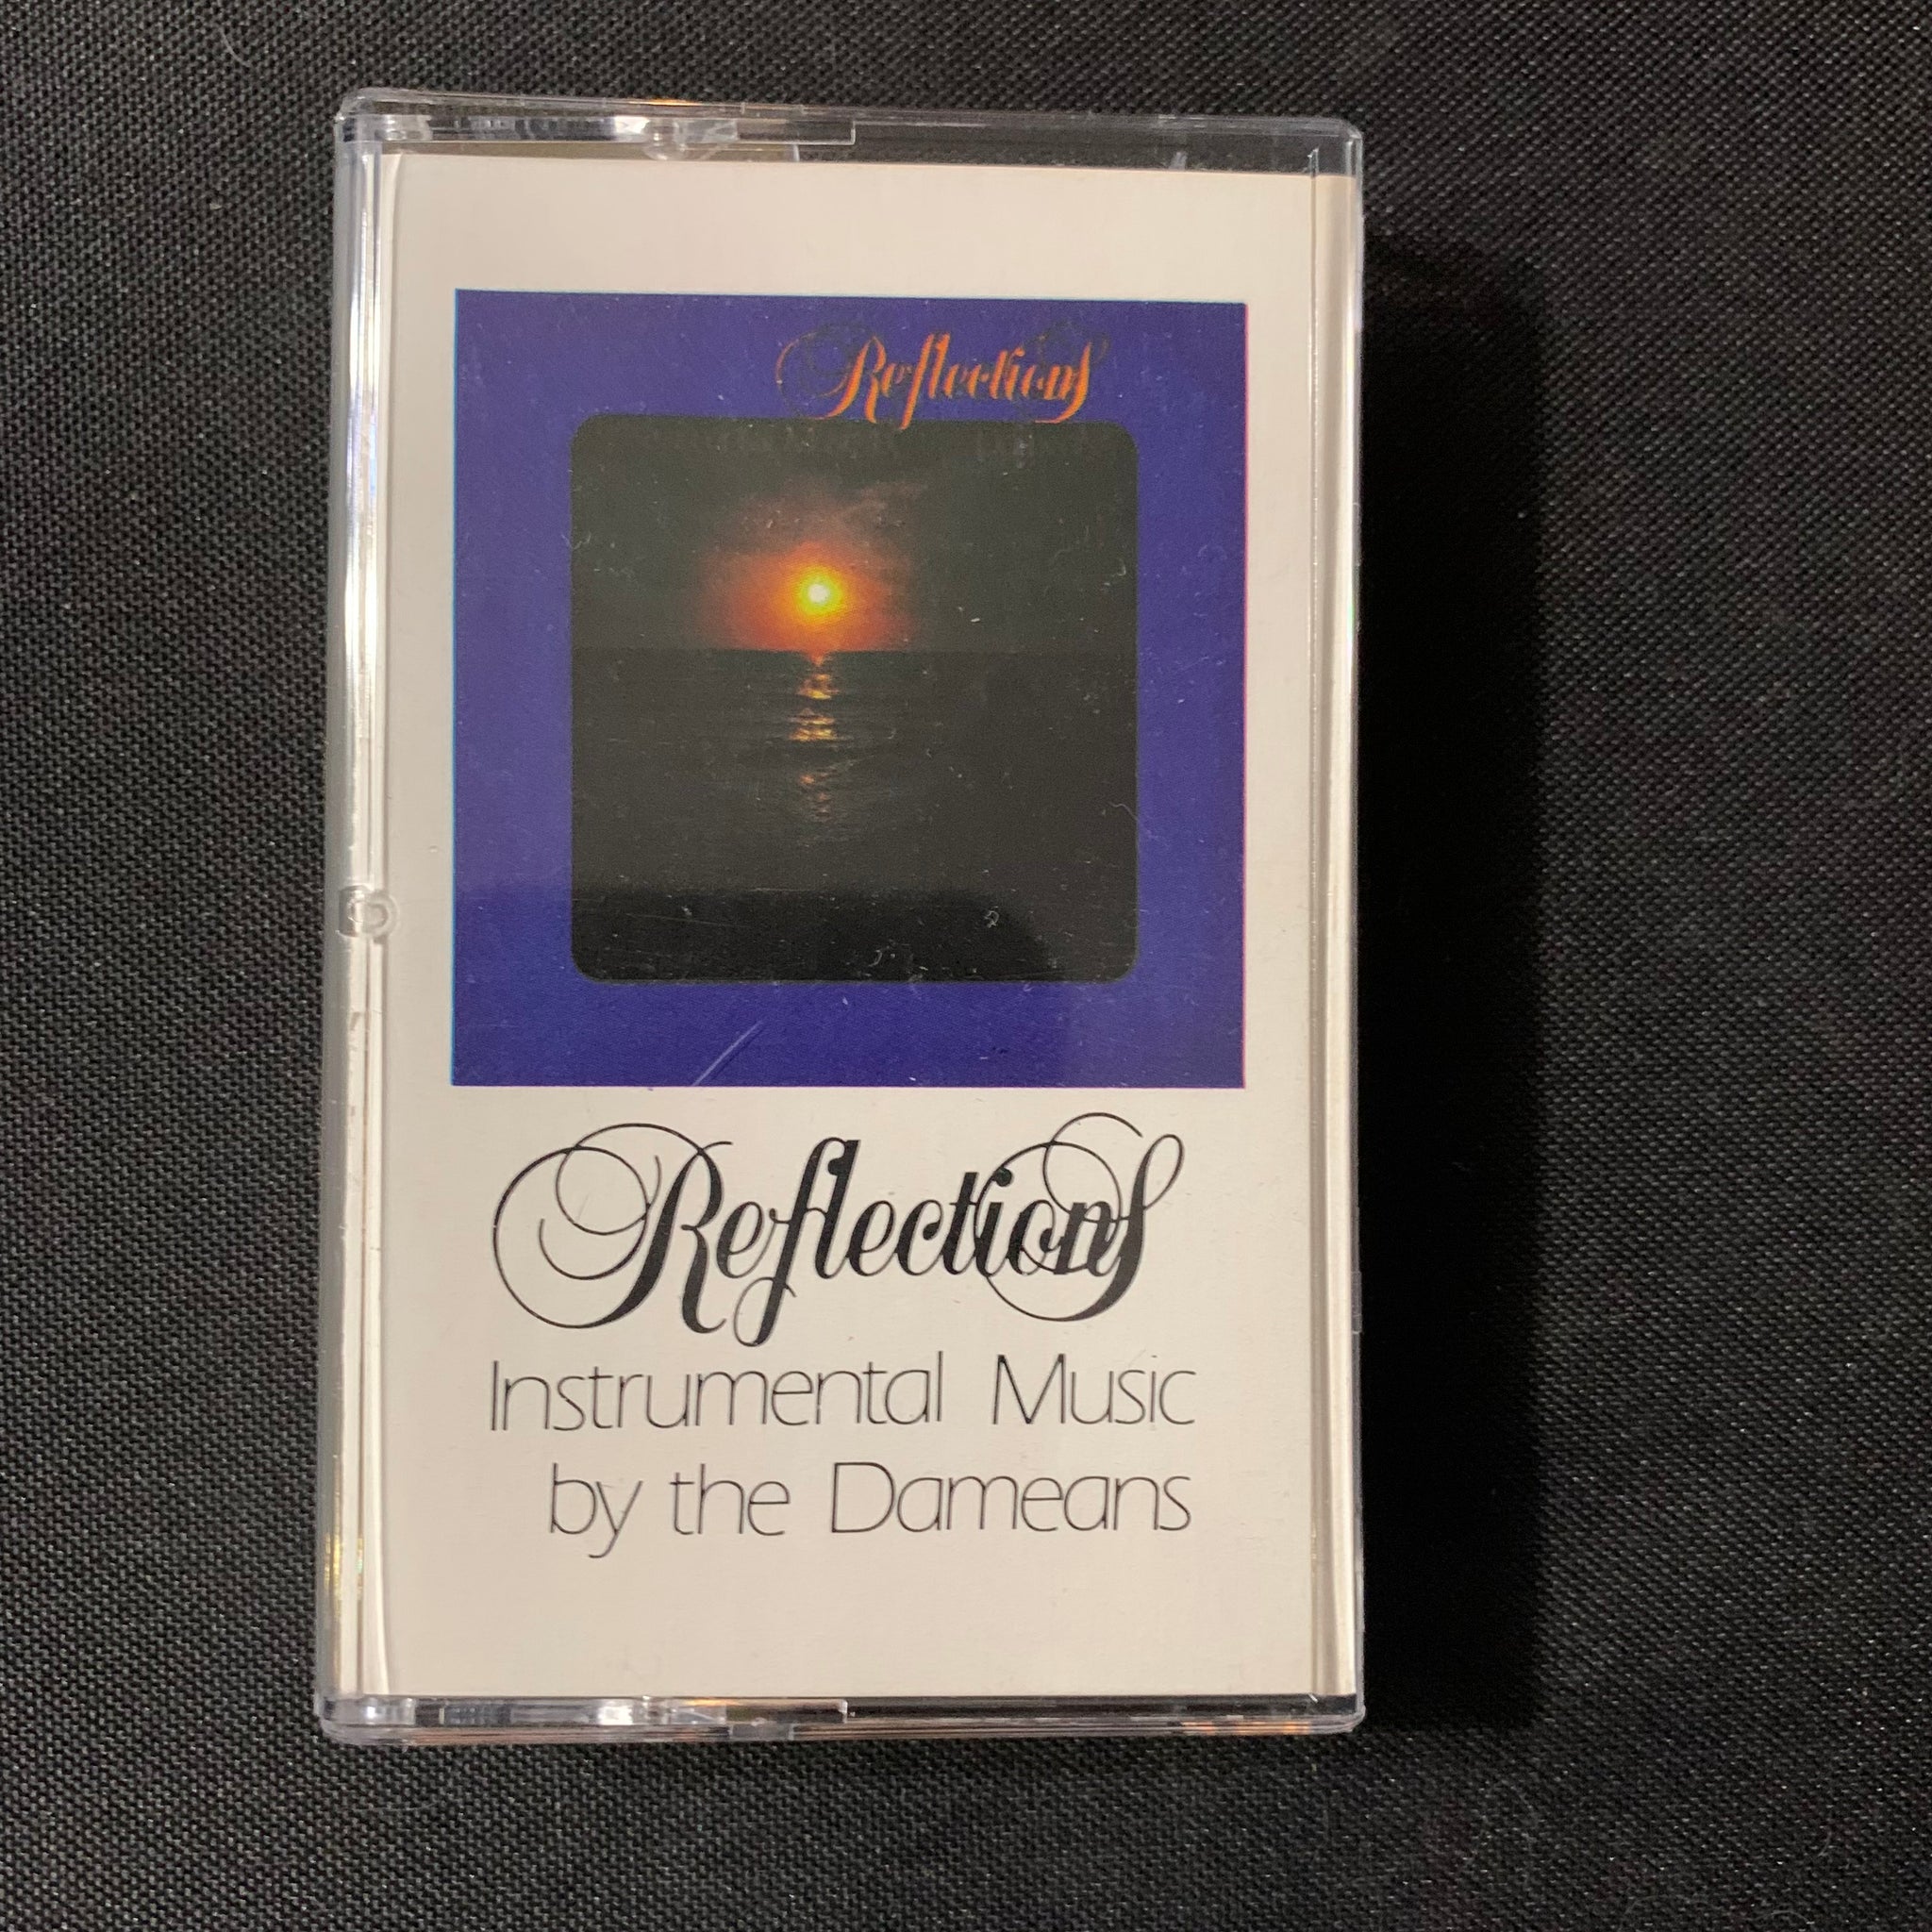 Reflections
Reflections
Instrumental Music
by the Dameans